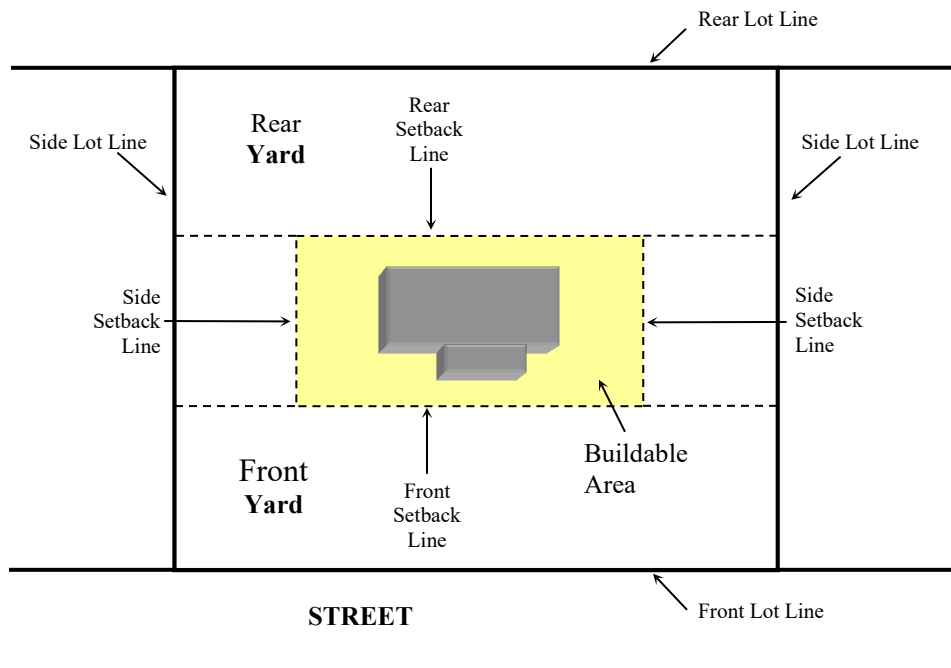 Rear Lot Line
Rear
Setback
Line
Rear
Yard
Side Lot Line
Side Lot Line
Side
Setback
Line
Side
Setback
Line
Buildable
Area
Front
Yard
Front
Setback
Line
Front Lot Line
STREET